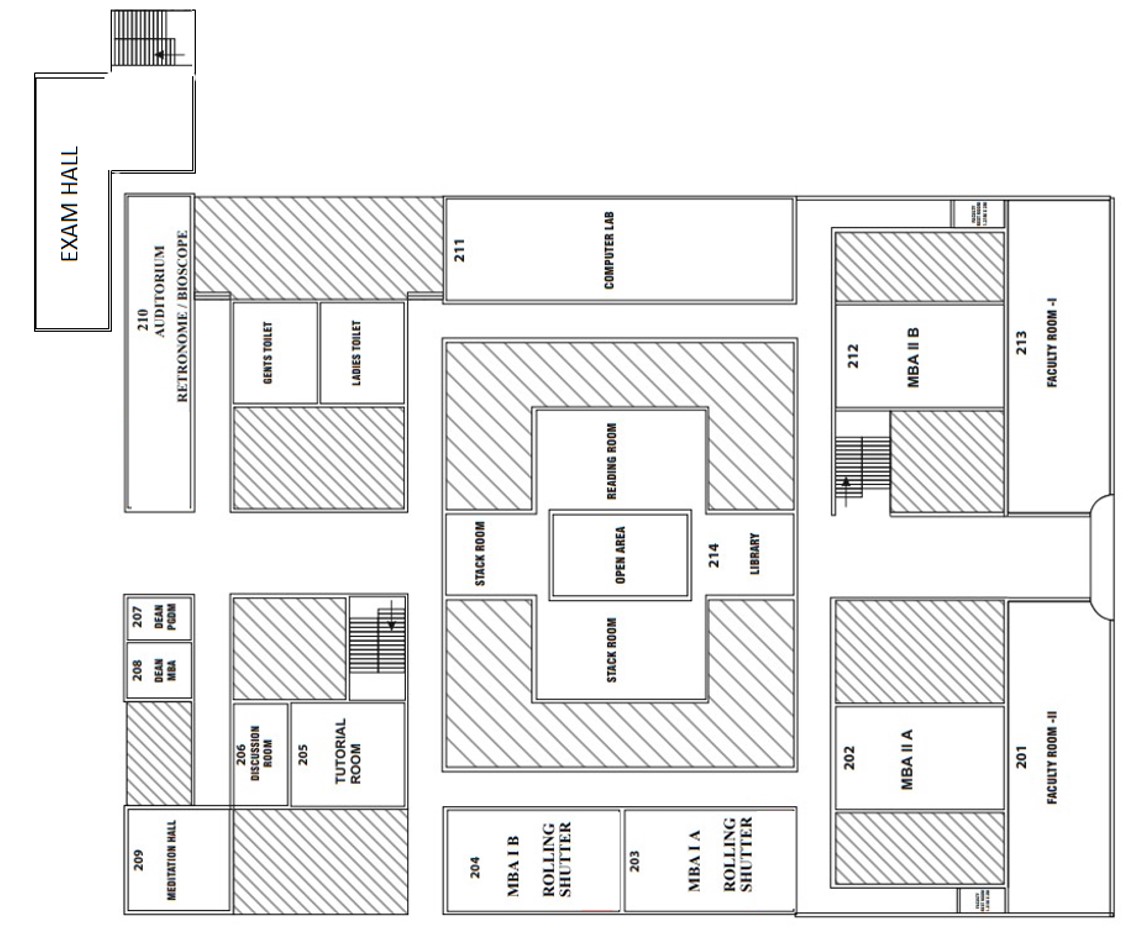 EXAM HALL
210
AUDITORIUM
RETRONOME / BIOSCOPE
GENTS TOILET
LADIES TOILET
211
COMPUTER LAB
212
MBA II B
213
FACULTY ROOM -I
READING ROOM
STACK ROOM
OPEN AREA
214
LIBRARY
STACK ROOM
207
DEAN
PGDM
208
DEAN
MBA
206
DISCUSSION
ROOM
205
TUTORIAL
ROOM
209
MEDITATION HALL
204
MBA I B
ROLLING
SHUTTER
203
MBA I A
ROLLING
SHUTTER
202
MBA II A
201
FACULTY ROOM -II